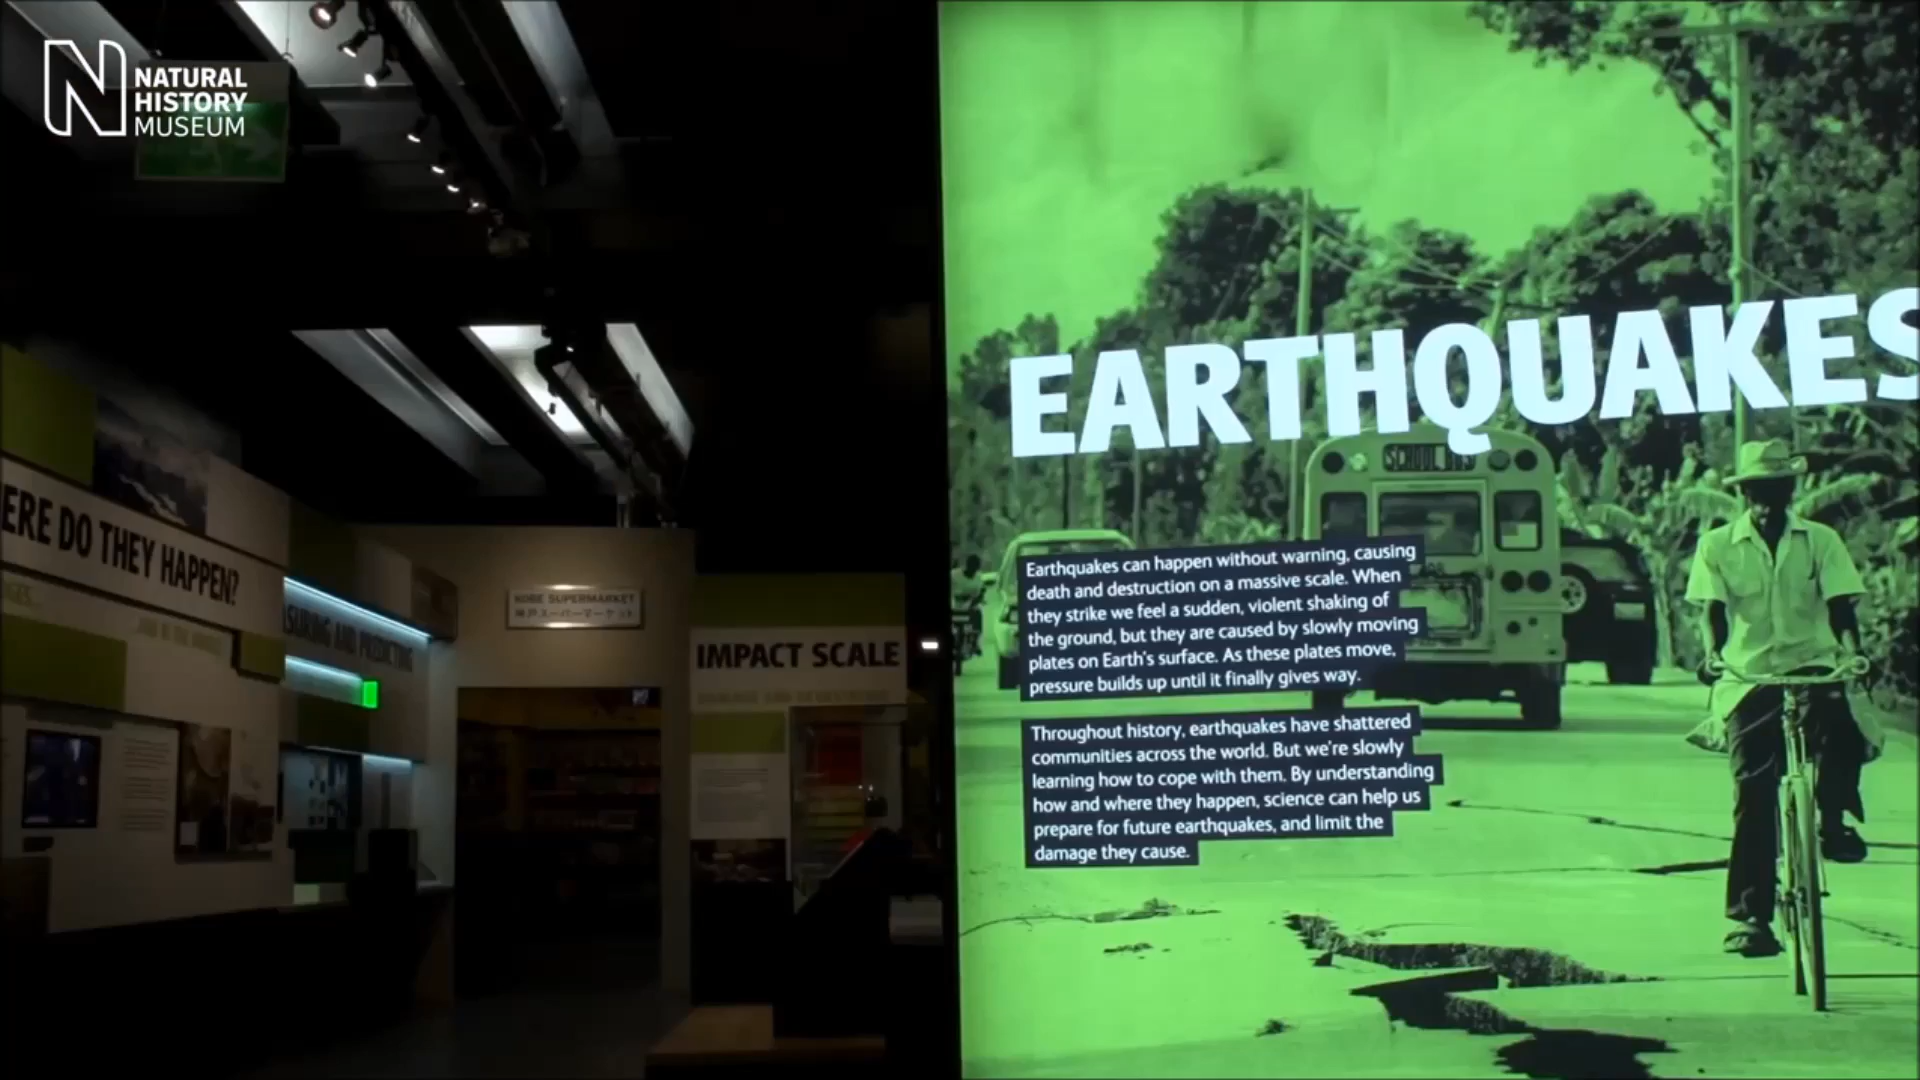 NATURAL
HISTORY
MUSEUM
ERE DO THEY HAPPEN?
SURING AND PREDICTING
KOBE SUPERMARKET
神戸スーパーマーケット
IMPACT SCALE
EARTHQUAKES
SCHOOL BUS
Earthquakes can happen without warning, causing
death and destruction on a massive scale. When
they strike we feel a sudden, violent shaking of
the ground, but they are caused by slowly moving
plates on Earth's surface. As these plates move,
pressure builds up until it finally gives way.
Throughout history, earthquakes have shattered
communities across the world. But we're slowly
learning how to cope with them. By understanding
how and where they happen, science can help us
prepare for future earthquakes, and limit the
damage they cause.